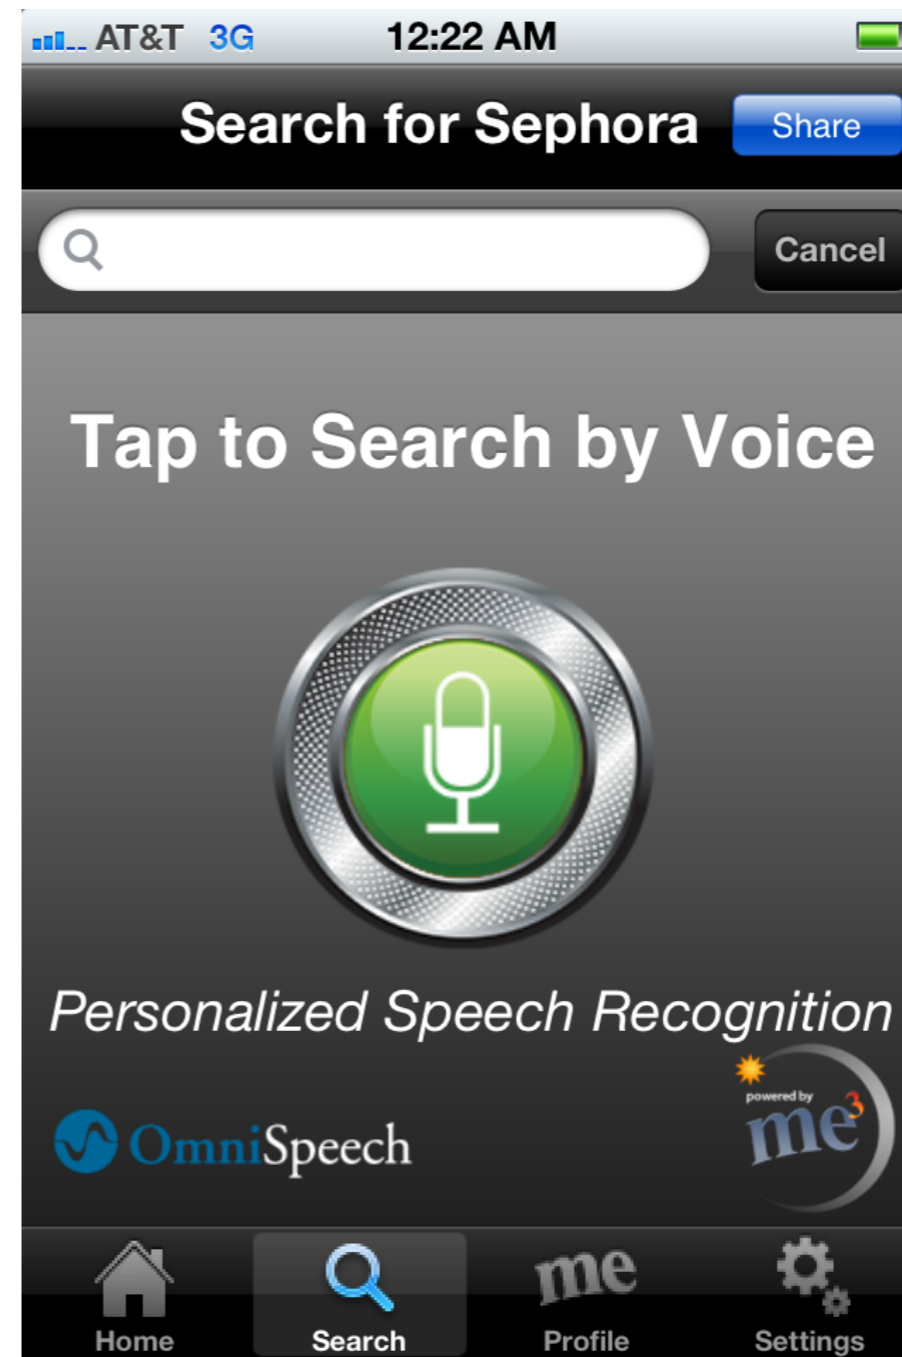 AT&T 3G 12:22 AM
Search for Sephora Share
Cancel
Tap to Search by Voice
Personalized Speech Recognition
powered by
me³
OmniSpeech
Home Search me Profile Settings